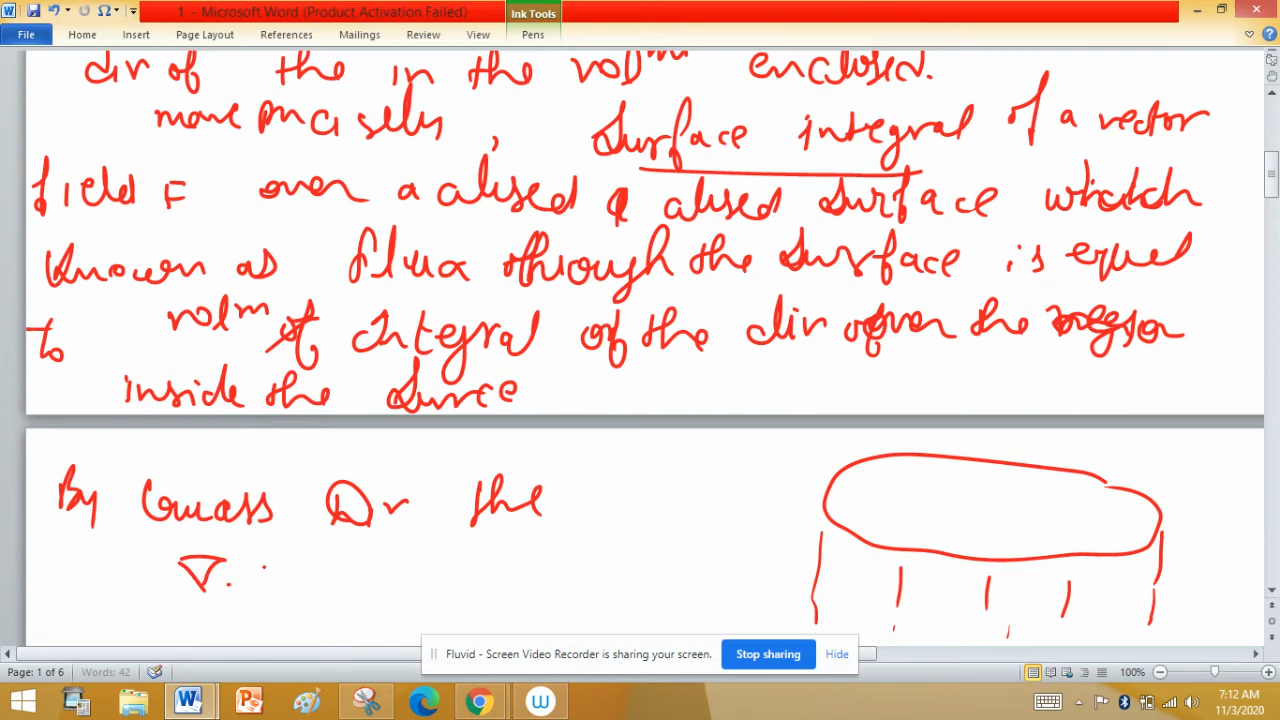 1 - Microsoft Word (Product Activation Failed)
Ink Tools
File Home Insert Page Layout References Mailings Review View Pens
div of the in the volm enclosed.
more precisely, Surface integral of a vector
field F over a closed closed Surface which
known as flux through the surface is equal
to volm integral of the div over the region
inside the Surce
By Guass Dr the
∇.
Fluvid - Screen Video Recorder is sharing your screen. Stop sharing Hide
Page: 1 of 6 Words: 42 100%
7:12 AM
11/3/2020